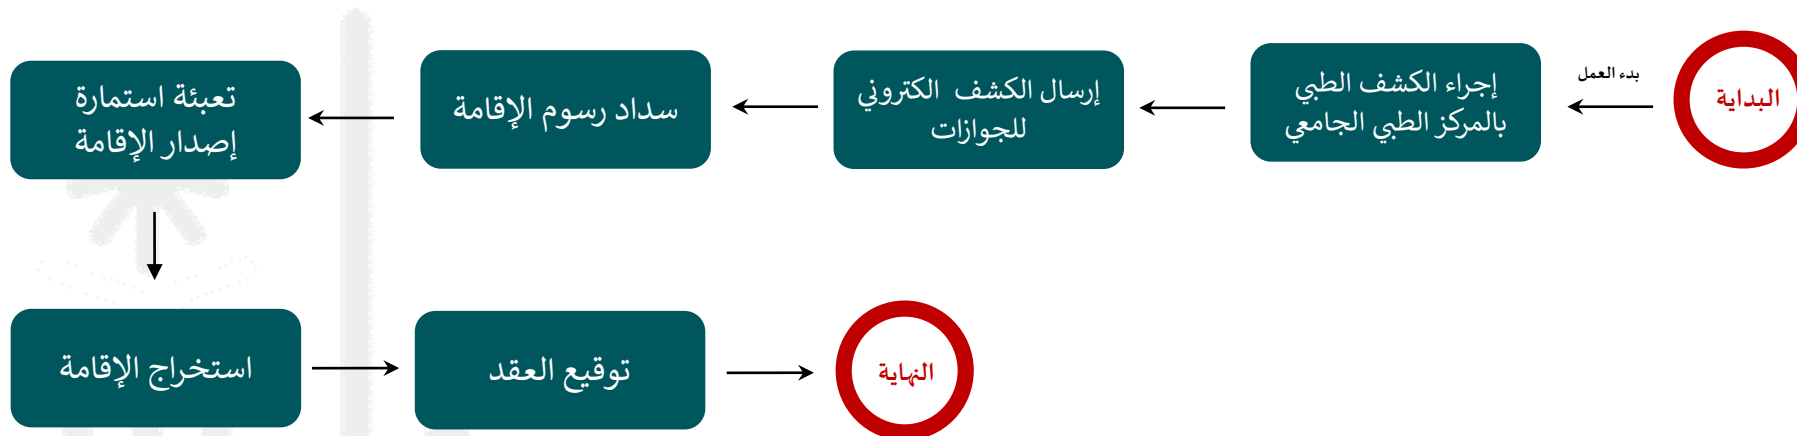 البداية
بدء العمل
إجراء الكشف الطبي
بالمركز الطبي الجامعي
إرسال الكشف الكتروني
للجوازات
سداد رسوم الإقامة
تعبئة استمارة
إصدار الإقامة
استخراج الإقامة
توقيع العقد
النهاية